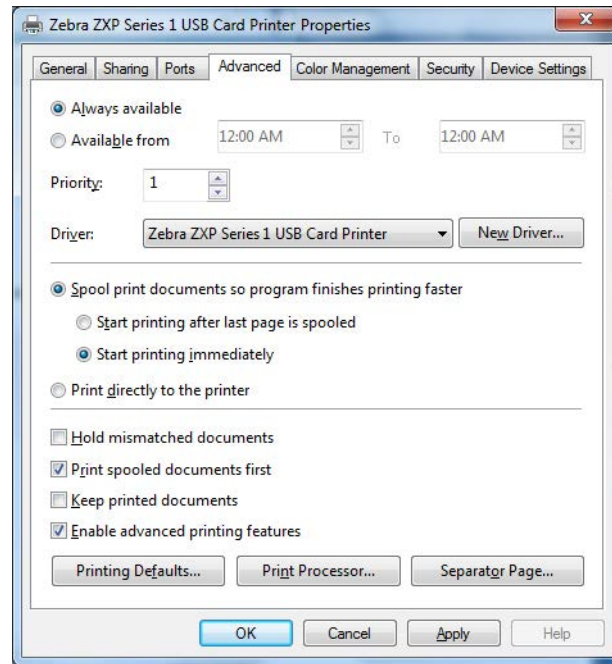 Zebra ZXP Series 1 USB Card Printer Properties
General Sharing Ports Advanced Color Management Security Device Settings
Always available
Available from 12:00 AM To 12:00 AM
Priority: 1
Driver: Zebra ZXP Series 1 USB Card Printer New Driver...
Spool print documents so program finishes printing faster
Start printing after last page is spooled
Start printing immediately
Print directly to the printer
Hold mismatched documents
Print spooled documents first
Keep printed documents
Enable advanced printing features
Printing Defaults... Print Processor... Separator Page...
OK Cancel Apply Help